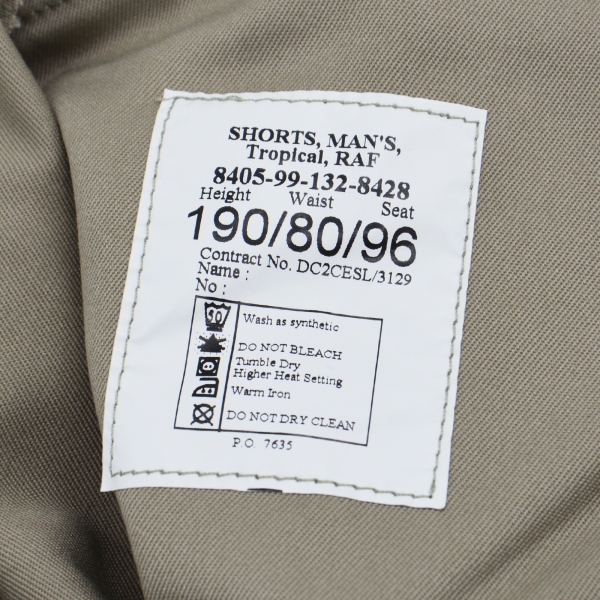 SHORTS, MAN'S,
Tropical, RAF
8405-99-132-8428
Height Waist Seat
190/80/96
Contract No. DC2CESL/3129
Name :
No :
Wash as synthetic
DO NOT BLEACH
Tumble Dry
Higher Heat Setting
Warm Iron
DO NOT DRY CLEAN
P.O. 7635